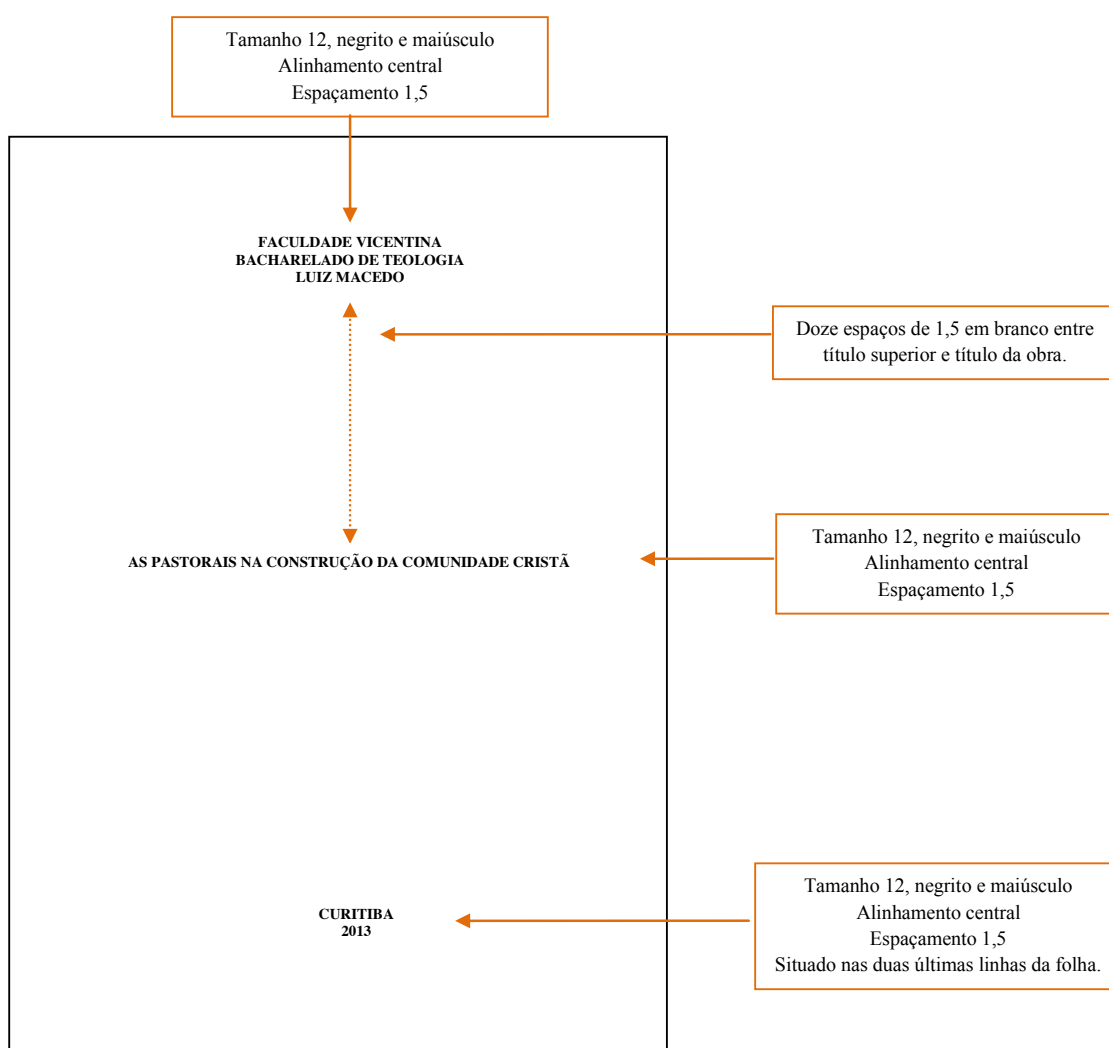 Tamanho 12, negrito e maiúsculo
Alinhamento central
Espaçamento 1,5
FACULDADE VICENTINA
BACHARELADO DE TEOLOGIA
LUIZ MACEDO
Doze espaços de 1,5 em branco entre
título superior e título da obra.
AS PASTORAIS NA CONSTRUÇÃO DA COMUNIDADE CRISTÃ
Tamanho 12, negrito e maiúsculo
Alinhamento central
Espaçamento 1,5
CURITIBA
2013
Tamanho 12, negrito e maiúsculo
Alinhamento central
Espaçamento 1,5
Situado nas duas últimas linhas da folha.